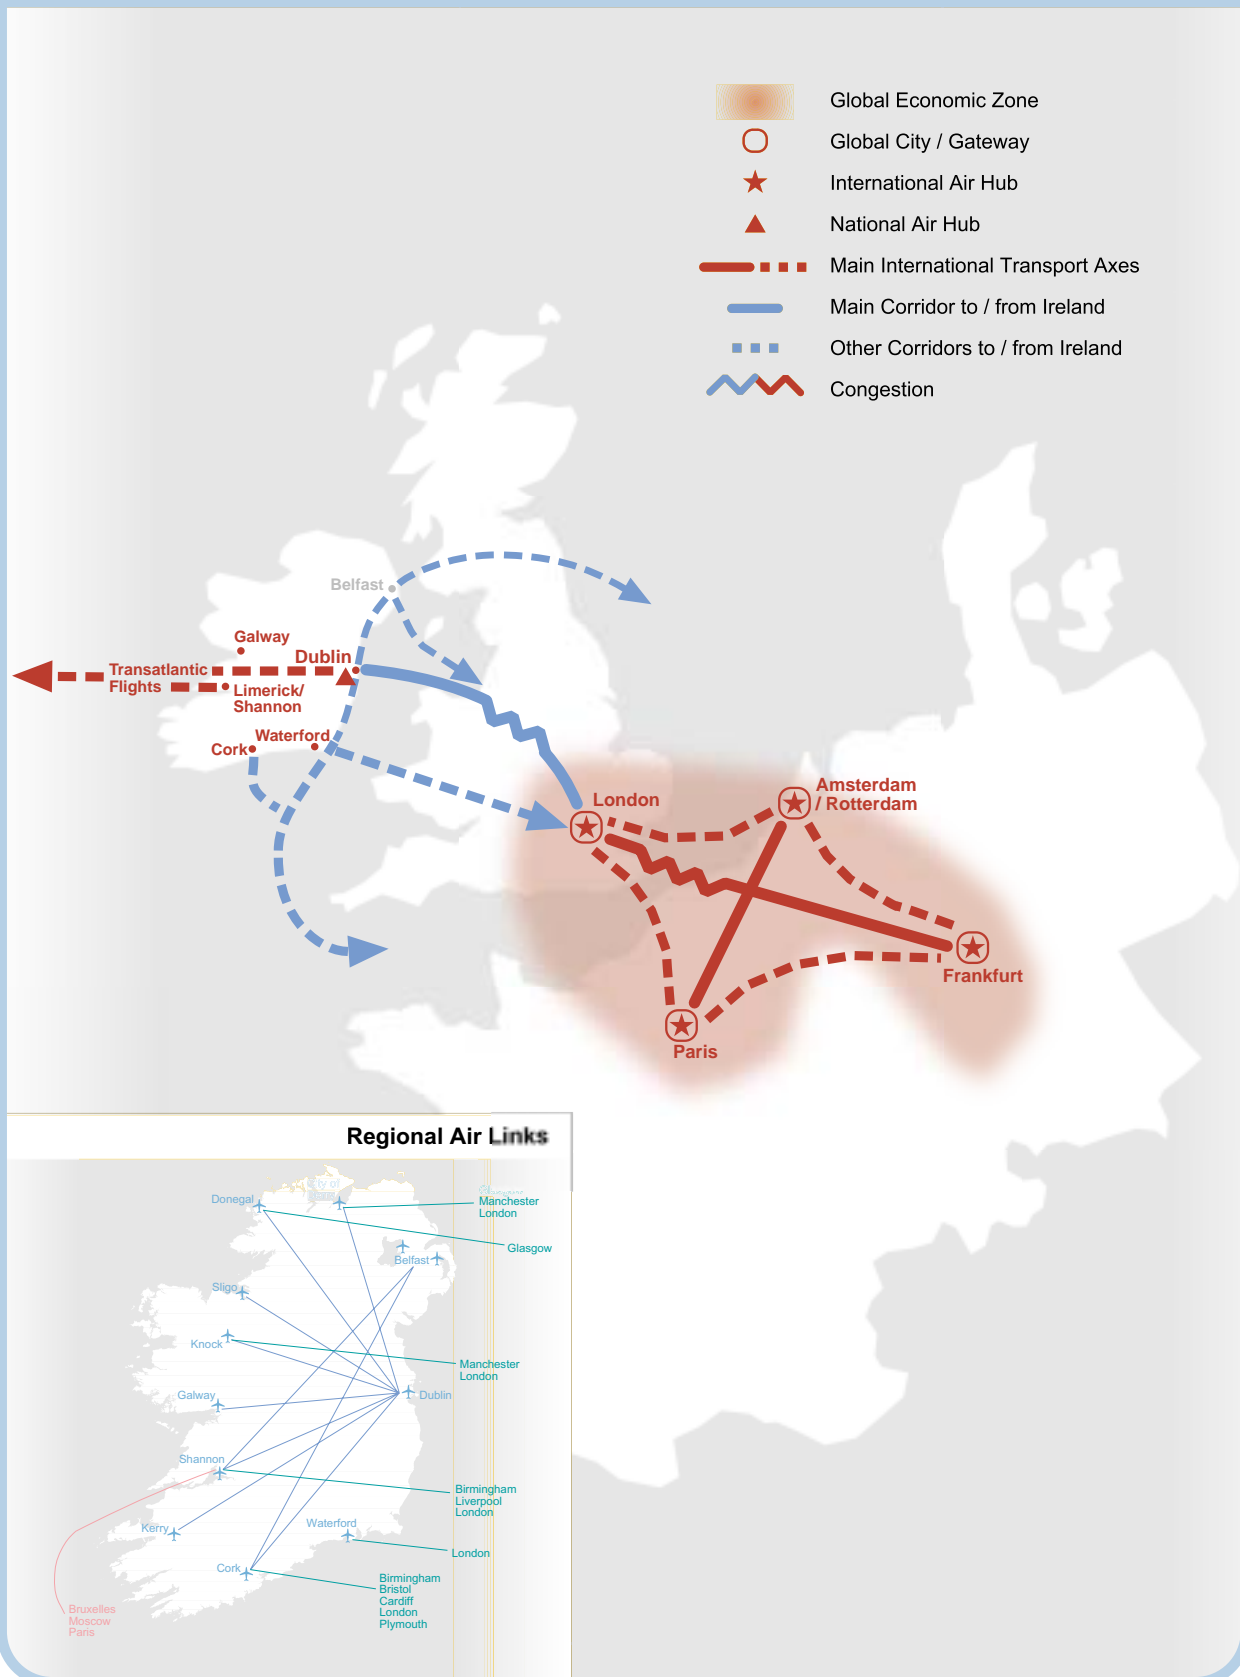 Global Economic Zone
Global City / Gateway
International Air Hub
National Air Hub
Main International Transport Axes
Main Corridor to / from Ireland
Other Corridors to / from Ireland
Congestion
Belfast
Galway
Dublin
Transatlantic
Flights
Limerick/
Shannon
Waterford
Cork
London
Amsterdam
/ Rotterdam
Frankfurt
Paris
Regional Air Links
Donegal
City of
Manchester
London
Glasgow
Belfast
Sligo
Knock
Manchester
London
Galway
Dublin
Shannon
Birmingham
Liverpool
London
Kerry
Waterford
London
Cork
Birmingham
Bristol
Cardiff
London
Plymouth
Bruxelles
Moscow
Paris